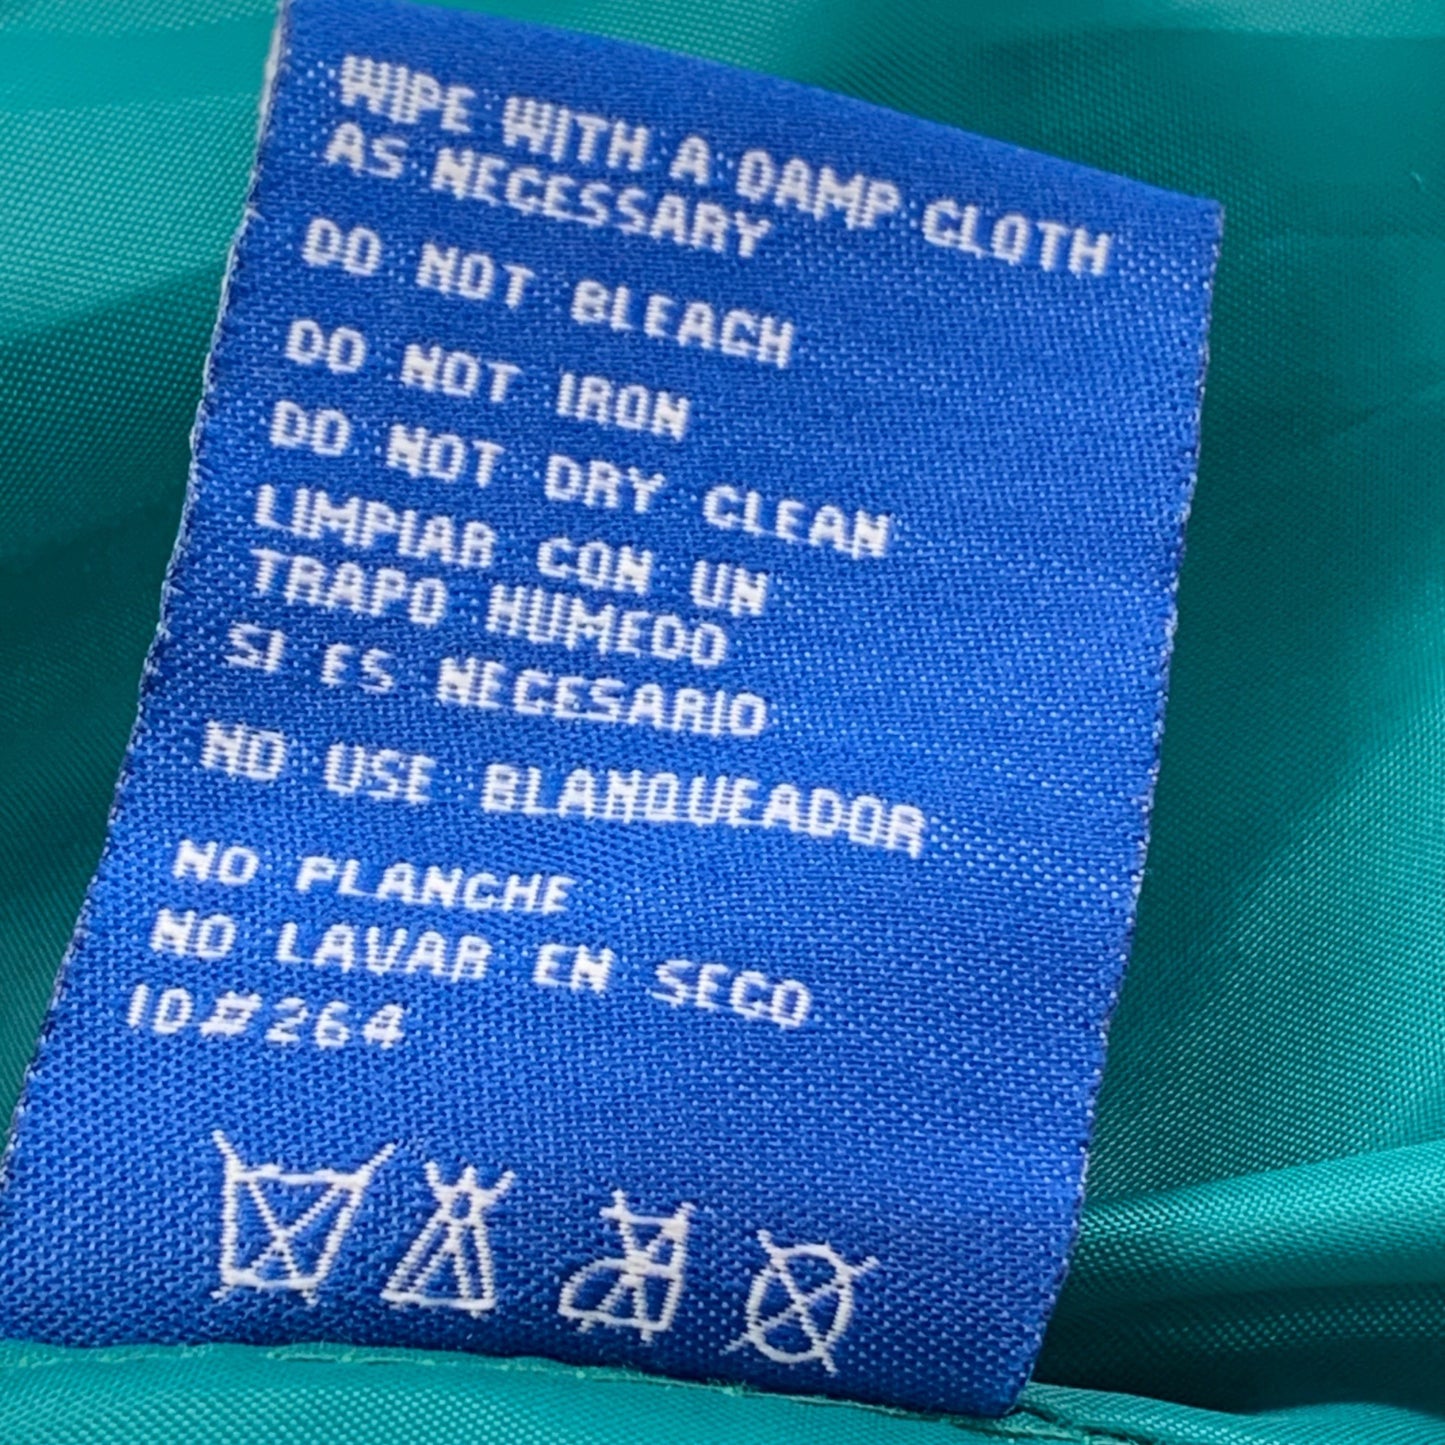 WIPE WITH A DAMP CLOTH
AS NECESSARY
DO NOT BLEACH
DO NOT IRON
DO NOT DRY CLEAN
LIMPIAR CON UN
TRAPO HUMEDO
SI ES NECESARIO
NO USE BLANQUEADOR
NO PLANCHE
NO LAVAR EN SECO
ID#264